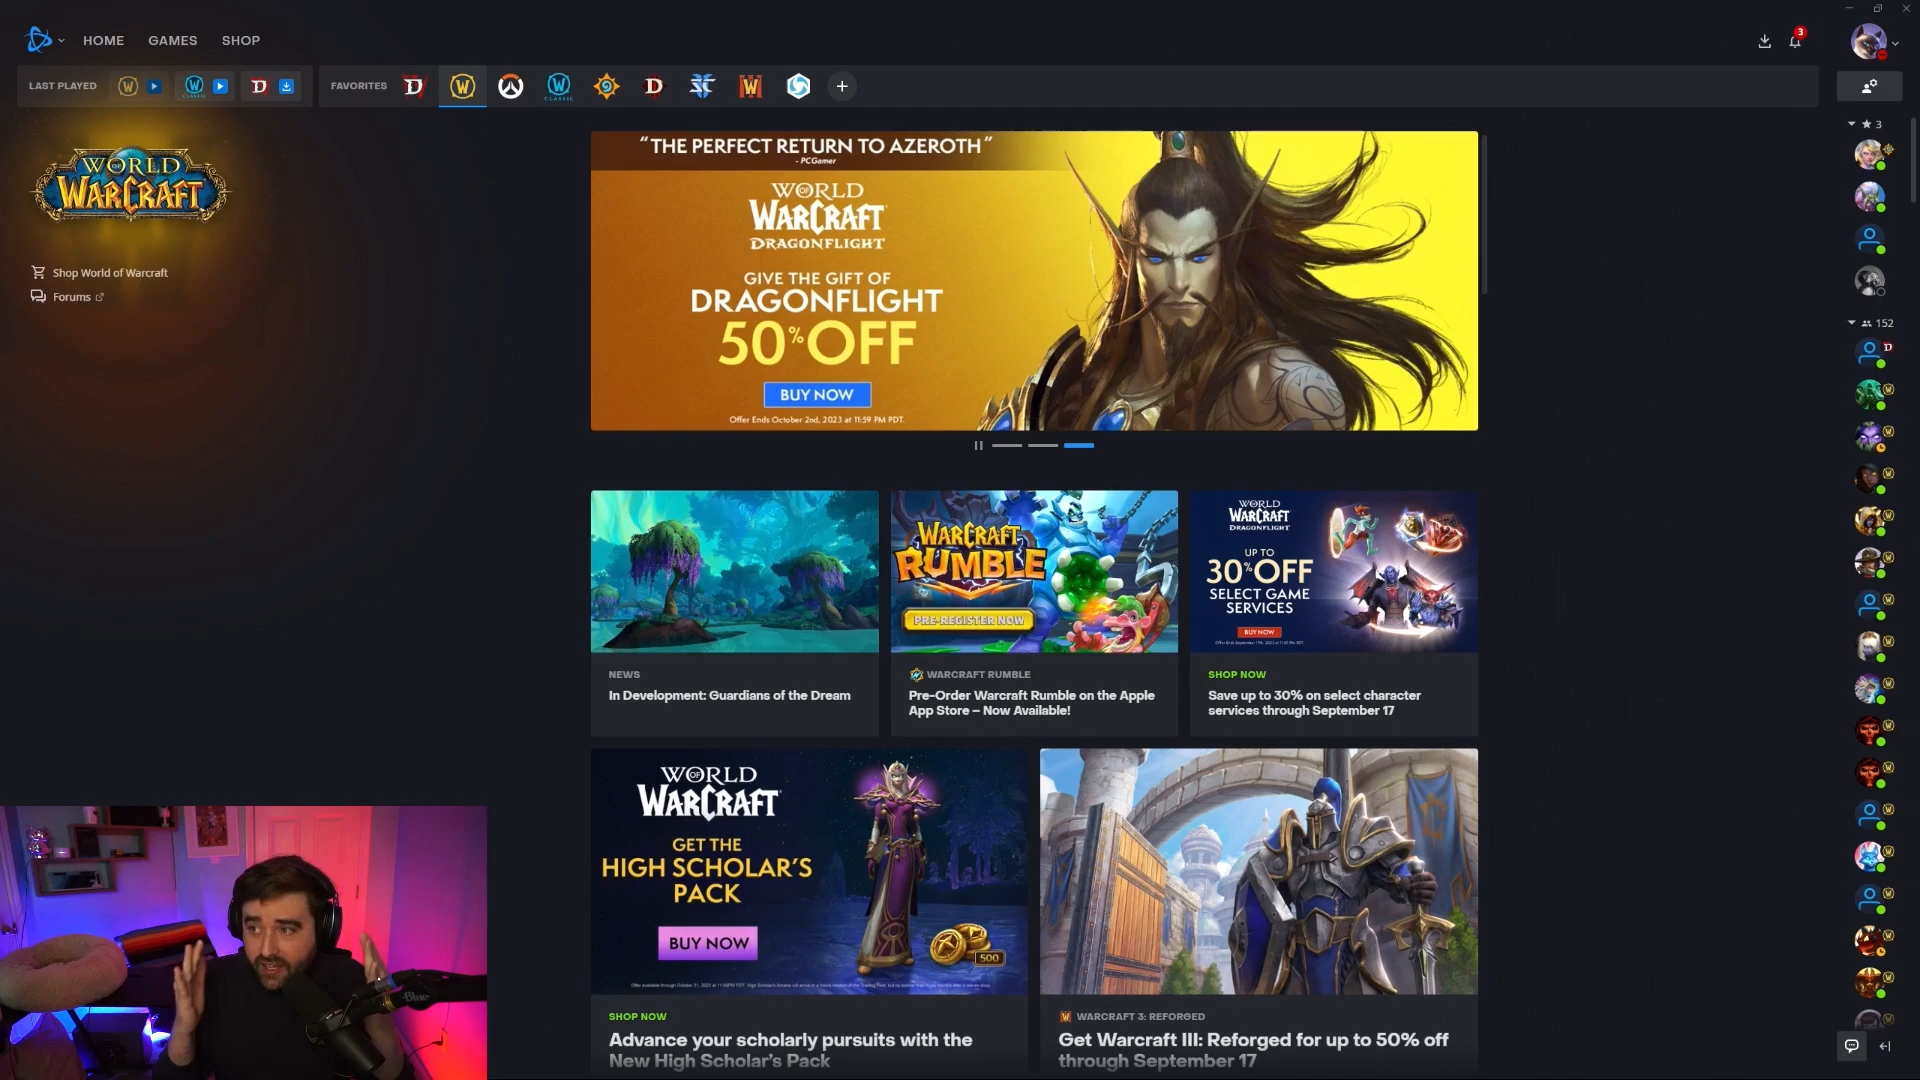 HOME GAMES SHOP
3
LAST PLAYED
FAVORITES
WORLD OF
WARCRAFT
Shop World of Warcraft
Forums
"THE PERFECT RETURN TO AZEROTH"
- PCGamer
WORLD OF
WARCRAFT
DRAGONFLIGHT
GIVE THE GIFT OF
DRAGONFLIGHT
50% OFF
BUY NOW
Offer Ends October 2nd, 2023 at 11:59 PM PDT.
3
152
WARCRAFT
RUMBLE
PRE-REGISTER NOW
WORLD OF
WARCRAFT
DRAGONFLIGHT
UP TO
30% OFF
SELECT GAME
SERVICES
BUY NOW
NEWS
In Development: Guardians of the Dream
WARCRAFT RUMBLE
Pre-Order Warcraft Rumble on the Apple
App Store – Now Available!
SHOP NOW
Save up to 30% on select character
services through September 17
WORLD OF
WARCRAFT
GET THE
HIGH SCHOLAR'S
PACK
BUY NOW
500
SHOP NOW
Advance your scholarly pursuits with the
New High Scholar's Pack
WARCRAFT 3: REFORGED
Get Warcraft III: Reforged for up to 50% off
through September 17
Blue